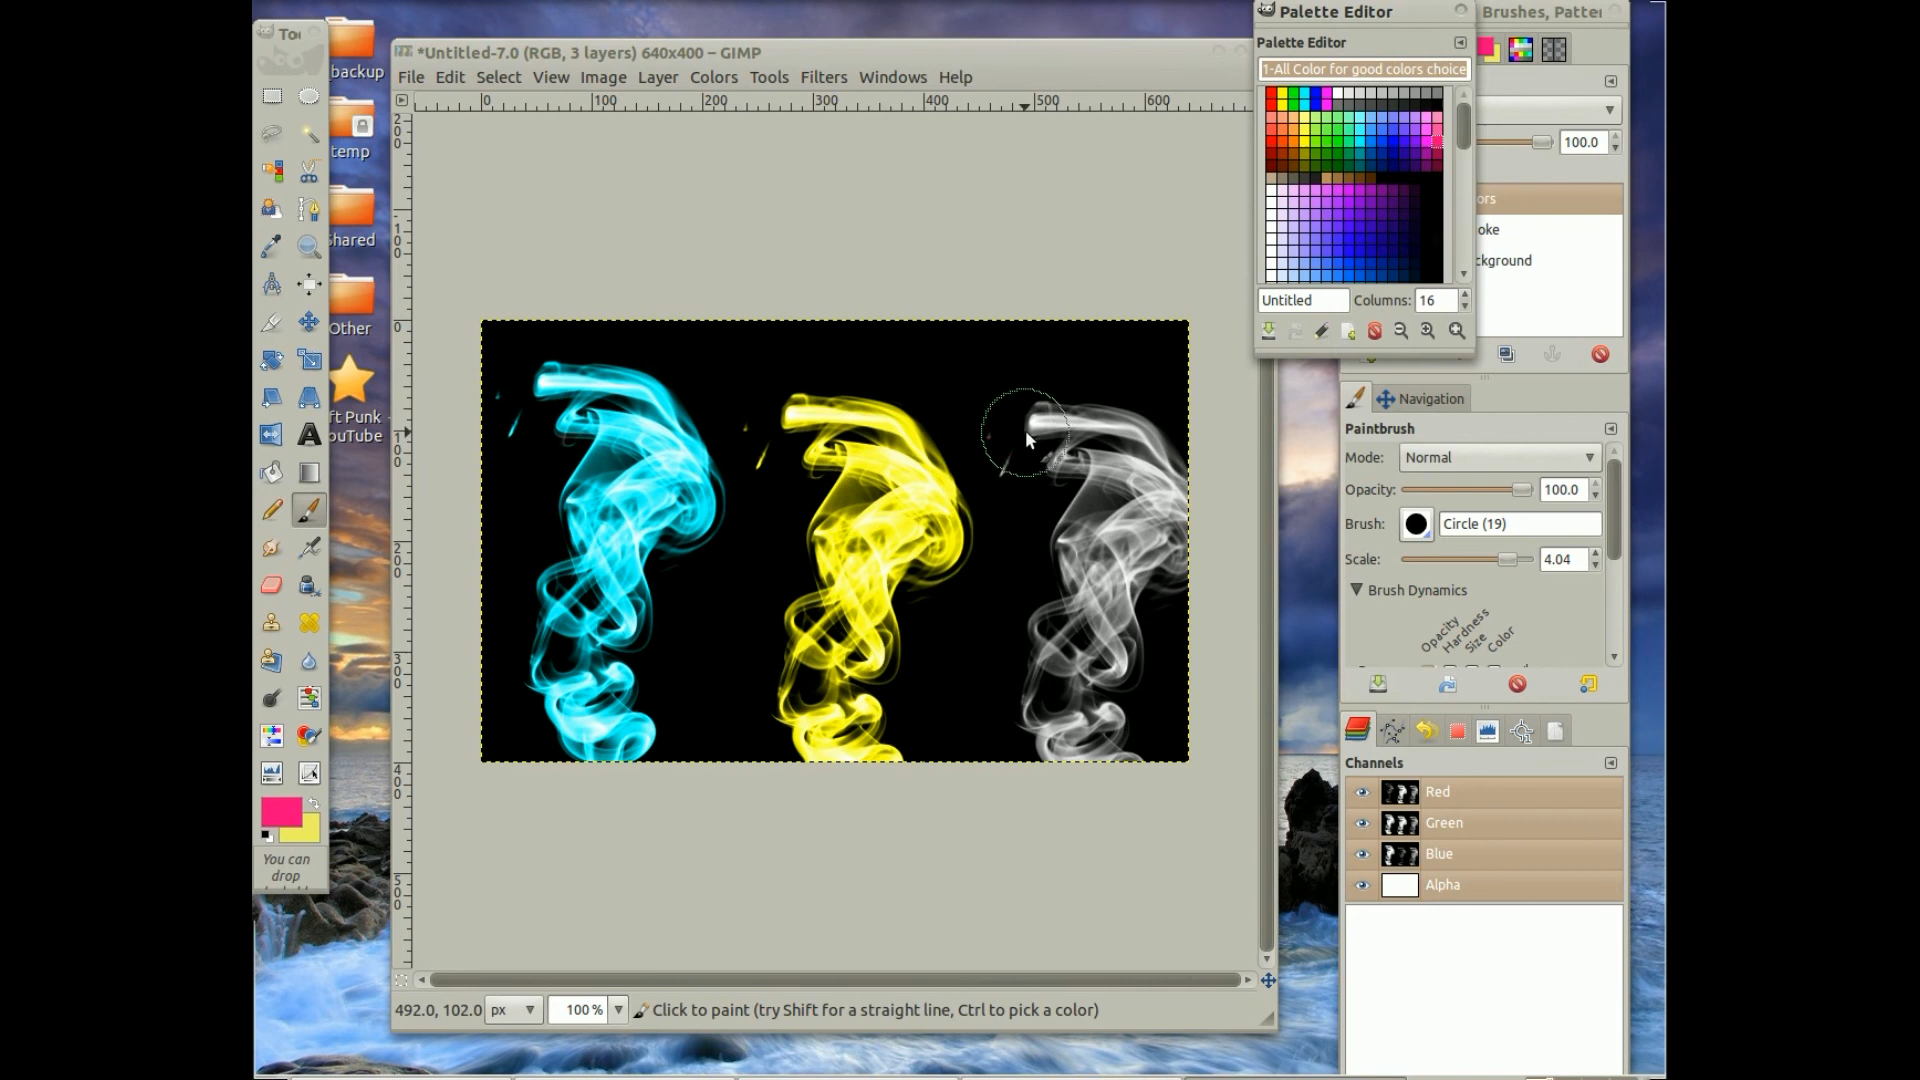 Palette Editor
Brushes, Patter
Too
*Untitled-7.0 (RGB, 3 layers) 640x400 – GIMP
Palette Editor
backup
File Edit Select View Image Layer Colors Tools Filters Windows Help
1-All Color for good colors choice
0 100 200 300 400 500 600
100.0
temp
ors
Shared
oke
ckground
Untitled Columns: 16
Other
Navigation
ft Punk
ouTube
Paintbrush
Mode: Normal
Opacity: 100.0
Brush: Circle (19)
Scale: 4.04
Brush Dynamics
Opacity
Hardness
Size
Color
Channels
Red
Green
Blue
Alpha
You can
drop
492.0, 102.0 px 100 % Click to paint (try Shift for a straight line, Ctrl to pick a color)